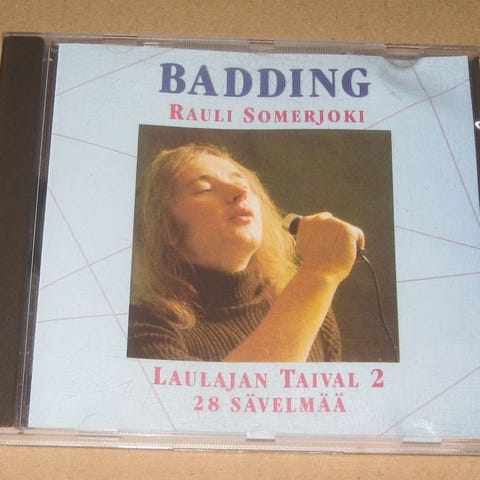 BADDING
RAULI SOMERJOKI
LAULAJAN TAIVAL 2
28 SÄVELMÄÄ